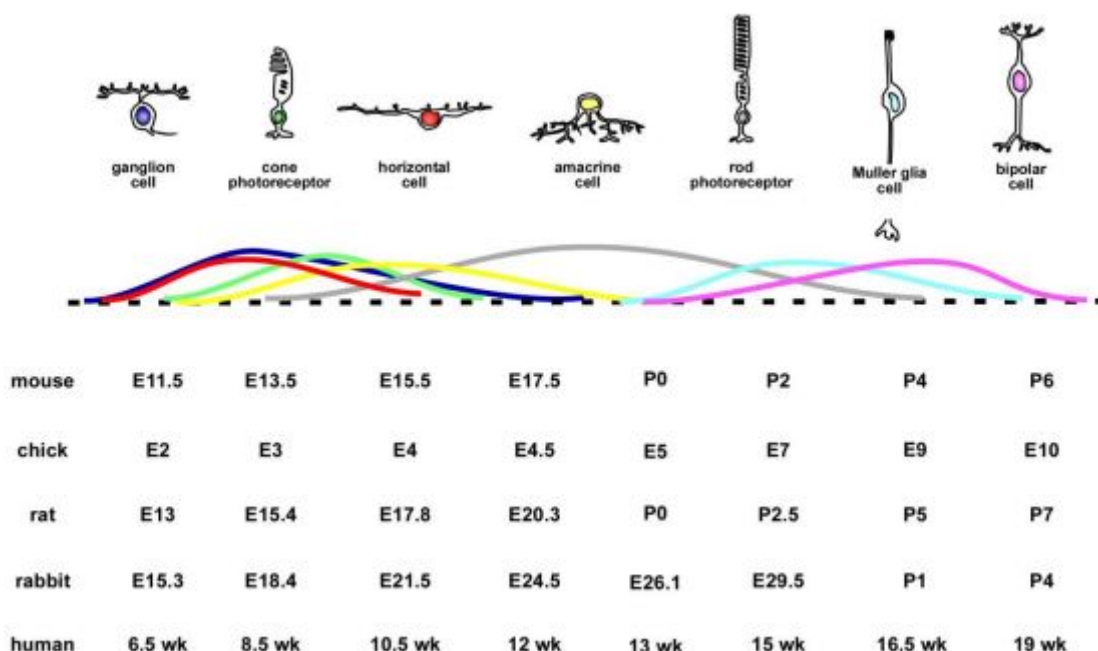 ganglion
cell
cone
photoreceptor
horizontal
cell
amacrine
cell
rod
photoreceptor
Muller glia
cell
bipolar
cell
mouse E11.5 E13.5 E15.5 E17.5 P0 P2 P4 P6
chick E2 E3 E4 E4.5 E5 E7 E9 E10
rat E13 E15.4 E17.8 E20.3 P0 P2.5 P5 P7
rabbit E15.3 E18.4 E21.5 E24.5 E26.1 E29.5 P1 P4
human 6.5 wk 8.5 wk 10.5 wk 12 wk 13 wk 15 wk 16.5 wk 19 wk